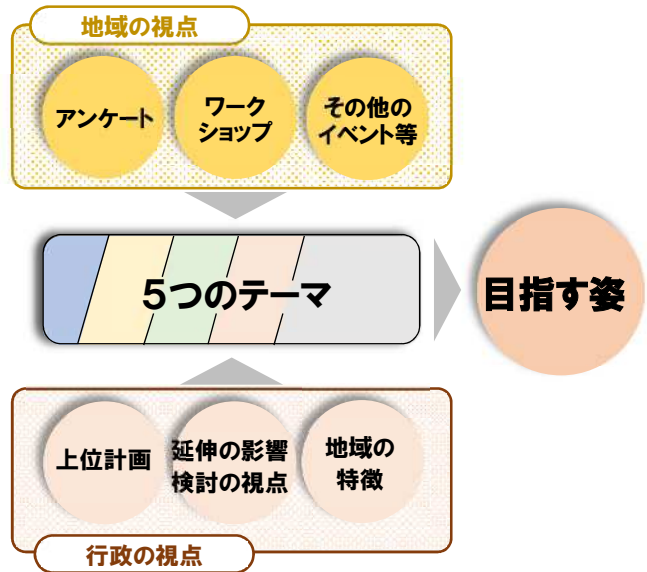 地域の視点
アンケート
ワーク
ショップ
その他の
イベント等
5つのテーマ
目指す姿
上位計画
延伸の影響
検討の視点
地域の
特徴
行政の視点